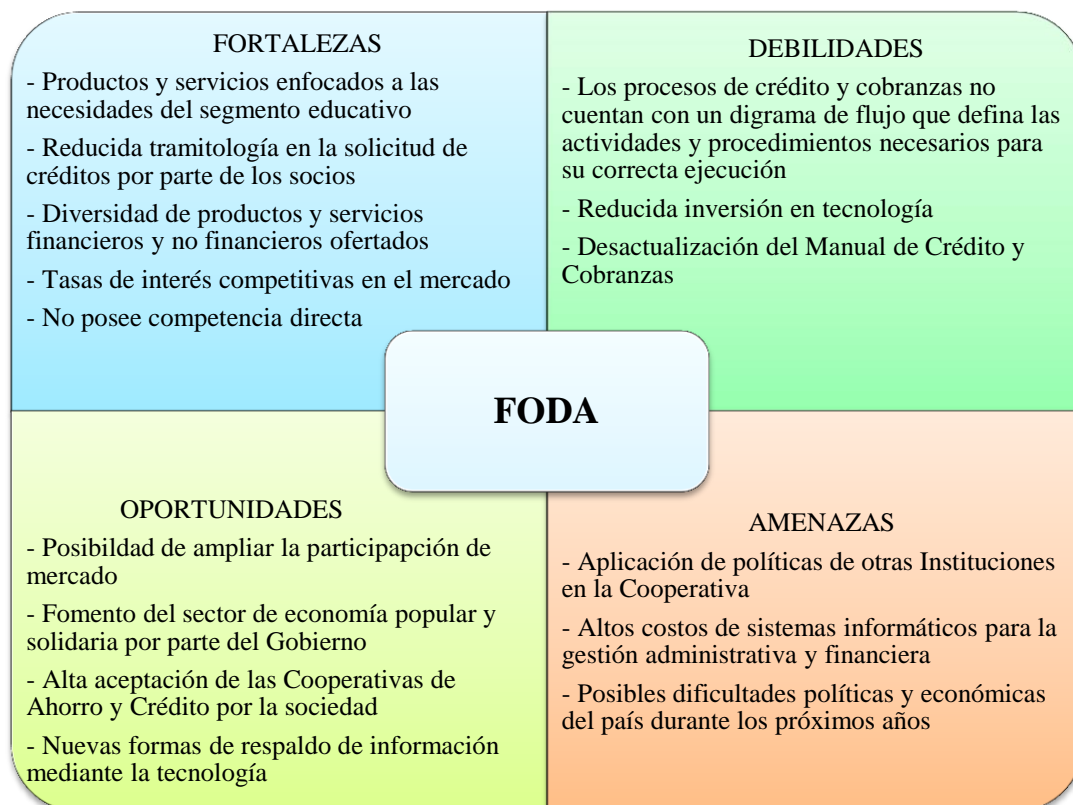 FORTALEZAS
- Productos y servicios enfocados a las
necesidades del segmento educativo
- Reducida tramitología en la solicitud de
créditos por parte de los socios
- Diversidad de productos y servicios
financieros y no financieros ofertados
- Tasas de interés competitivas en el mercado
- No posee competencia directa
DEBILIDADES
- Los procesos de crédito y cobranzas no
cuentan con un digrama de flujo que defina las
actividades y procedimientos necesarios para
su correcta ejecución
- Reducida inversión en tecnología
- Desactualización del Manual de Crédito y
Cobranzas
FODA
OPORTUNIDADES
- Posibildad de ampliar la participapción de
mercado
- Fomento del sector de economía popular y
solidaria por parte del Gobierno
- Alta aceptación de las Cooperativas de
Ahorro y Crédito por la sociedad
- Nuevas formas de respaldo de información
mediante la tecnología
AMENAZAS
- Aplicación de políticas de otras Instituciones
en la Cooperativa
- Altos costos de sistemas informáticos para la
gestión administrativa y financiera
- Posibles dificultades políticas y económicas
del país durante los próximos años